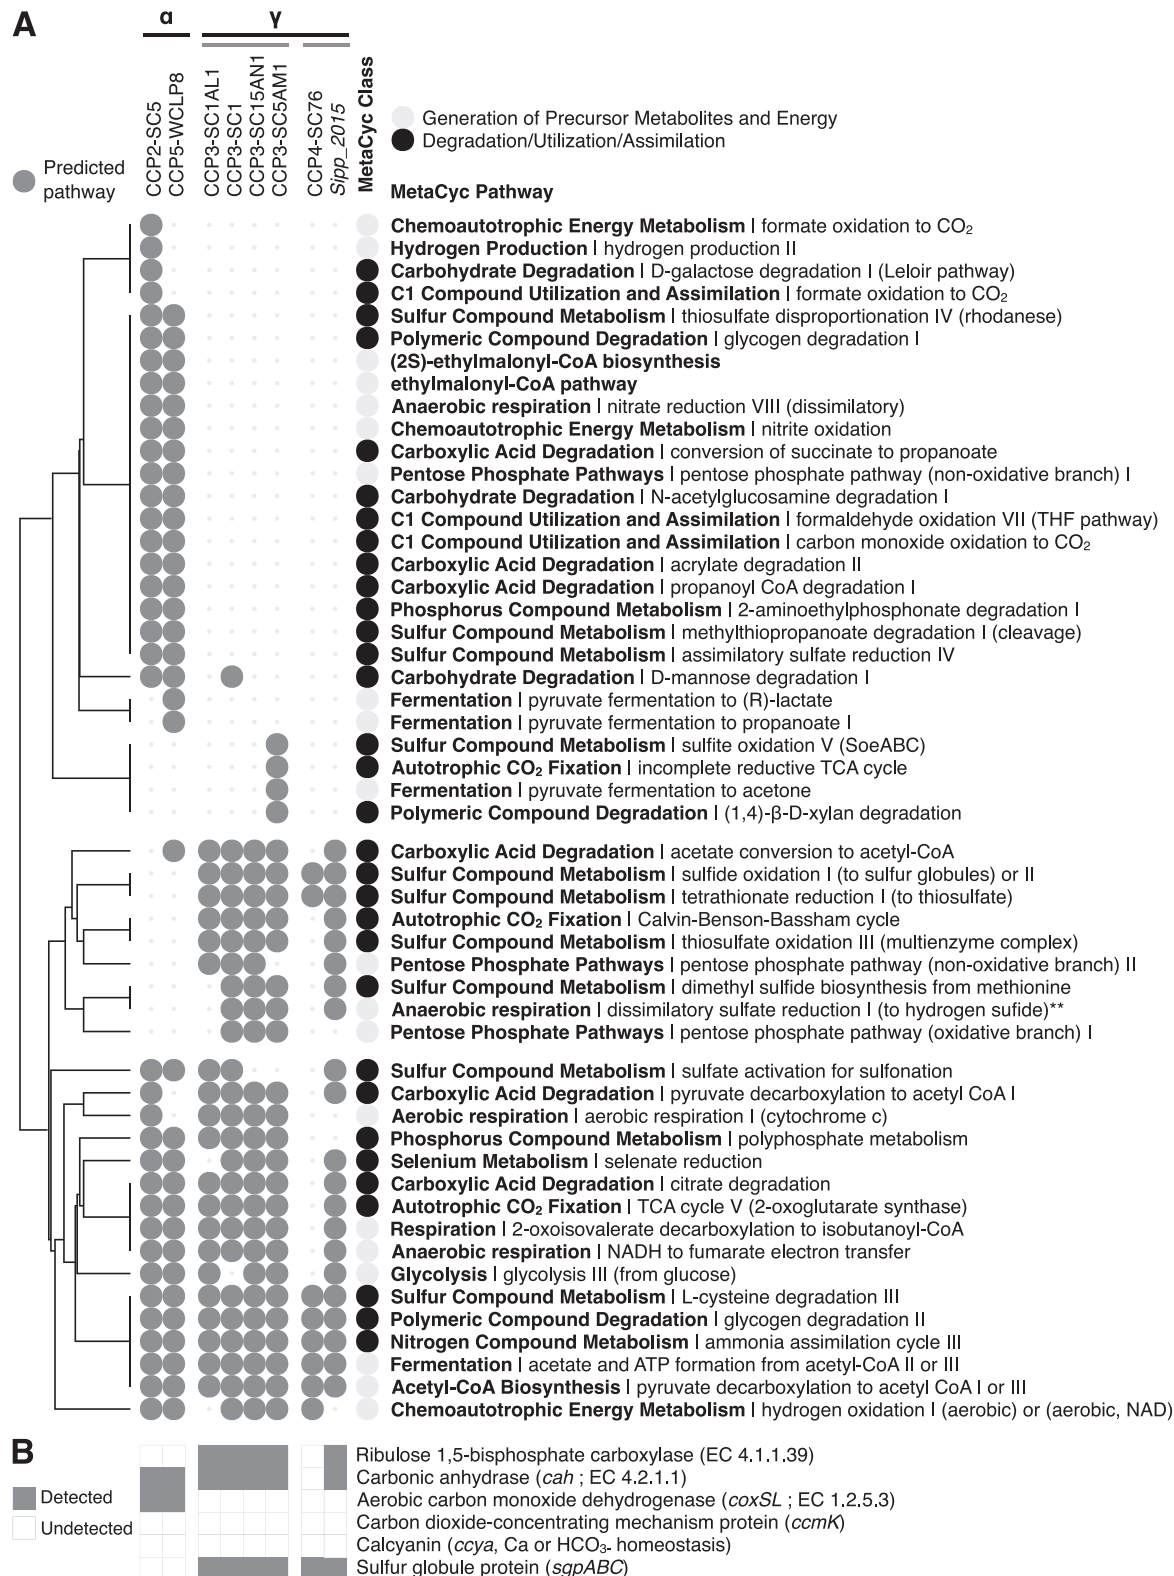 A
α
γ
CCP2-SC5
CCP5-WCLP8
CCP3-SC1AL1
CCP3-SC1
CCP3-SC15AN1
CCP3-SC5AM1
CCP4-SC76
Sipp_2015
MetaCyc Class
Generation of Precursor Metabolites and Energy
Degradation/Utilization/Assimilation
Predicted
pathway
MetaCyc Pathway
Chemoautotrophic Energy Metabolism | formate oxidation to CO₂
Hydrogen Production | hydrogen production II
Carbohydrate Degradation | D-galactose degradation I (Leloir pathway)
C1 Compound Utilization and Assimilation | formate oxidation to CO₂
Sulfur Compound Metabolism | thiosulfate disproportionation IV (rhodanese)
Polymeric Compound Degradation | glycogen degradation I
(2S)-ethylmalonyl-CoA biosynthesis
ethylmalonyl-CoA pathway
Anaerobic respiration | nitrate reduction VIII (dissimilatory)
Chemoautotrophic Energy Metabolism | nitrite oxidation
Carboxylic Acid Degradation | conversion of succinate to propanoate
Pentose Phosphate Pathways | pentose phosphate pathway (non-oxidative branch) I
Carbohydrate Degradation | N-acetylglucosamine degradation I
C1 Compound Utilization and Assimilation | formaldehyde oxidation VII (THF pathway)
C1 Compound Utilization and Assimilation | carbon monoxide oxidation to CO₂
Carboxylic Acid Degradation | acrylate degradation II
Carboxylic Acid Degradation | propanoyl CoA degradation I
Phosphorus Compound Metabolism | 2-aminoethylphosphonate degradation I
Sulfur Compound Metabolism | methylthiopropanoate degradation I (cleavage)
Sulfur Compound Metabolism | assimilatory sulfate reduction IV
Carbohydrate Degradation | D-mannose degradation I
Fermentation | pyruvate fermentation to (R)-lactate
Fermentation | pyruvate fermentation to propanoate I
Sulfur Compound Metabolism | sulfite oxidation V (SoeABC)
Autotrophic CO₂ Fixation | incomplete reductive TCA cycle
Fermentation | pyruvate fermentation to acetone
Polymeric Compound Degradation | (1,4)-β-D-xylan degradation
Carboxylic Acid Degradation | acetate conversion to acetyl-CoA
Sulfur Compound Metabolism | sulfide oxidation I (to sulfur globules) or II
Sulfur Compound Metabolism | tetrathionate reduction I (to thiosulfate)
Autotrophic CO₂ Fixation | Calvin-Benson-Bassham cycle
Sulfur Compound Metabolism | thiosulfate oxidation III (multienzyme complex)
Pentose Phosphate Pathways | pentose phosphate pathway (non-oxidative branch) II
Sulfur Compound Metabolism | dimethyl sulfide biosynthesis from methionine
Anaerobic respiration | dissimilatory sulfate reduction I (to hydrogen sufide)**
Pentose Phosphate Pathways | pentose phosphate pathway (oxidative branch) I
Sulfur Compound Metabolism | sulfate activation for sulfonation
Carboxylic Acid Degradation | pyruvate decarboxylation to acetyl CoA I
Aerobic respiration | aerobic respiration I (cytochrome c)
Phosphorus Compound Metabolism | polyphosphate metabolism
Selenium Metabolism | selenate reduction
Carboxylic Acid Degradation | citrate degradation
Autotrophic CO₂ Fixation | TCA cycle V (2-oxoglutarate synthase)
Respiration | 2-oxoisovalerate decarboxylation to isobutanoyl-CoA
Anaerobic respiration | NADH to fumarate electron transfer
Glycolysis | glycolysis III (from glucose)
Sulfur Compound Metabolism | L-cysteine degradation III
Polymeric Compound Degradation | glycogen degradation II
Nitrogen Compound Metabolism | ammonia assimilation cycle III
Fermentation | acetate and ATP formation from acetyl-CoA II or III
Acetyl-CoA Biosynthesis | pyruvate decarboxylation to acetyl CoA I or III
Chemoautotrophic Energy Metabolism | hydrogen oxidation I (aerobic) or (aerobic, NAD)
B
Detected
Undetected
Ribulose 1,5-bisphosphate carboxylase (EC 4.1.1.39)
Carbonic anhydrase (cah ; EC 4.2.1.1)
Aerobic carbon monoxide dehydrogenase (coxSL ; EC 1.2.5.3)
Carbon dioxide-concentrating mechanism protein (ccmK)
Calcyanin (ccya, Ca or HCO₃- homeostasis)
Sulfur globule protein (sgpABC)